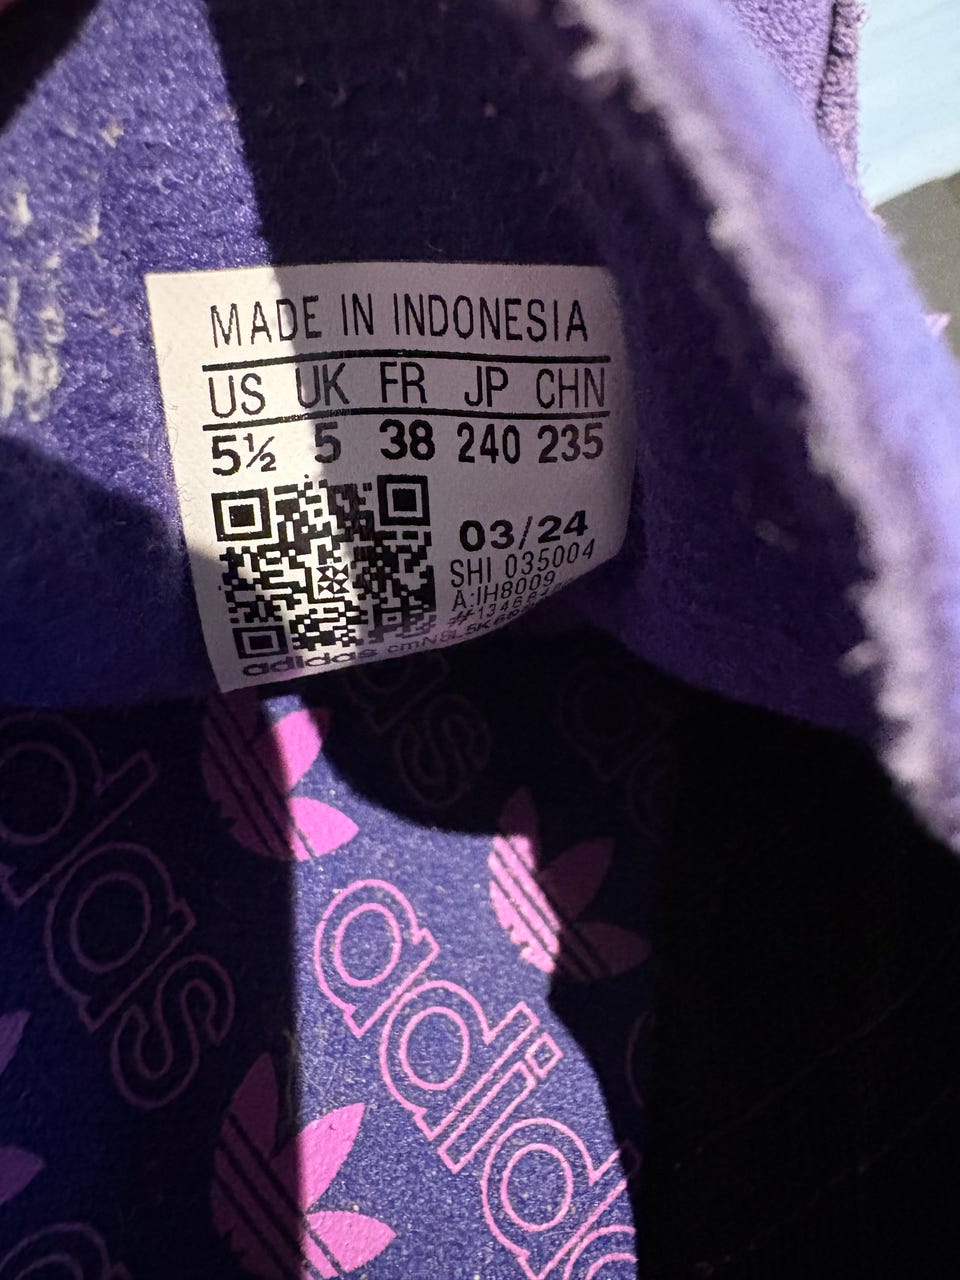 MADE IN INDONESIA
US UK FR JP CHN
5½ 5 38 240 235
03/24
SHI 035004
A:IH8009
adidas
adidas
adidas